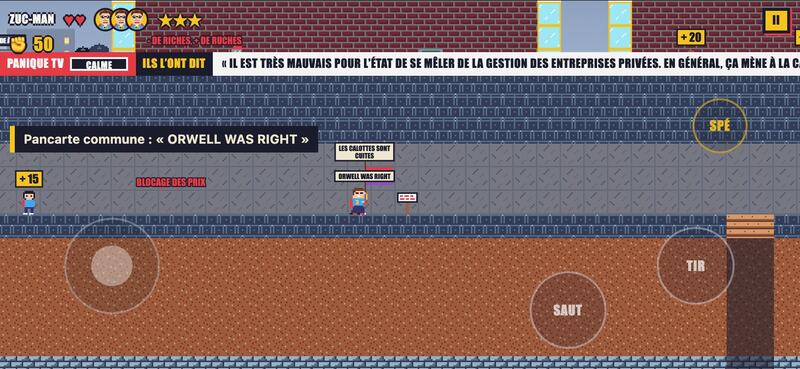 ZUC-MAN
50
- DE RICHES, + DE RUCHES
+ 20
PANIQUE TV
CALME
ILS L'ONT DIT
« IL EST TRÈS MAUVAIS POUR L'ÉTAT DE SE MÊLER DE LA GESTION DES ENTREPRISES PRIVÉES. EN GÉNÉRAL, ÇA MÈNE À LA
SPÉ
Pancarte commune : « ORWELL WAS RIGHT »
LES CALOTTES SONT
CUITES
+ 15
BLOCAGE DES PRIX
ORWELL WAS RIGHT
TIR
SAUT